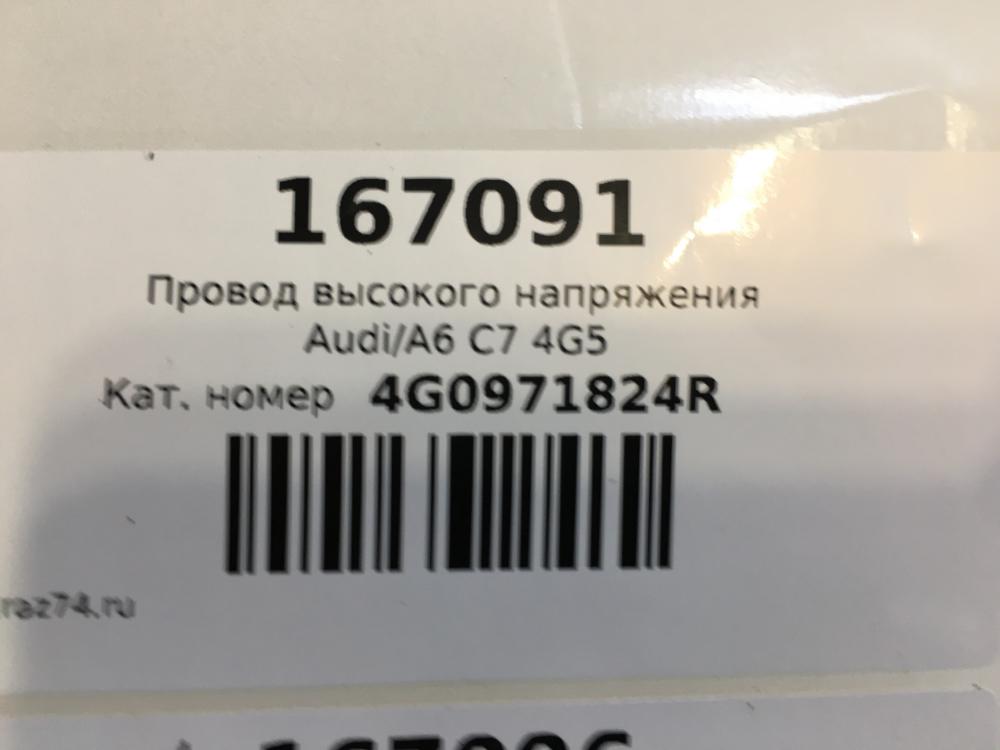 167091
Провод высокого напряжения
Audi/A6 C7 4G5
Кат. номер 4G0971824R
raz74.ru